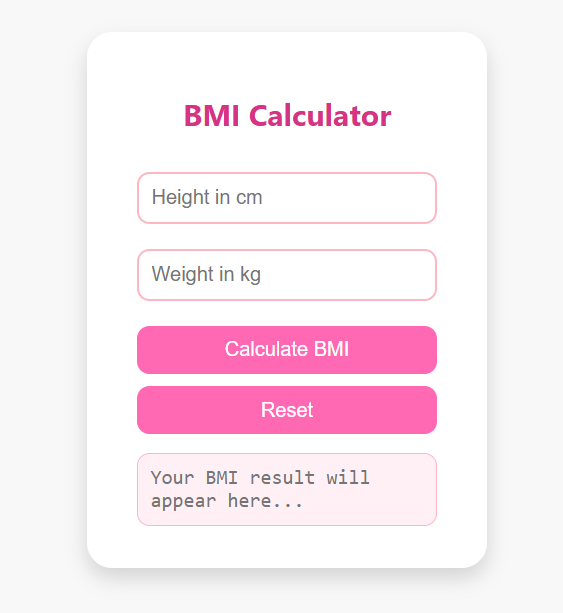 BMI Calculator
Height in cm
Weight in kg
Calculate BMI
Reset
Your BMI result will
appear here...